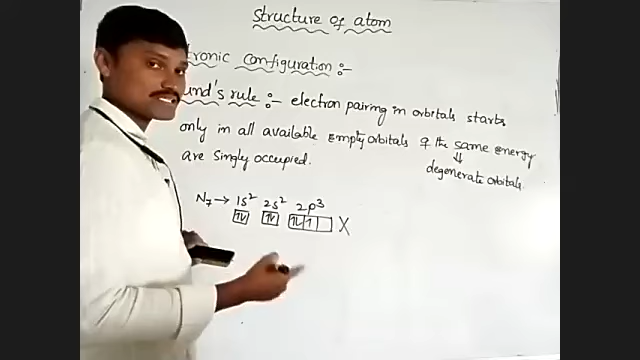 Structure of atom
tronic configuration :-
und's rule :- electron pairing in orbitals starts
only in all available empty orbitals of the same energy
are singly occupied.
⇓
degenerate orbitals.
N₇ → 1s² 2s² 2p³
↑↓ ↑↓ ↑↓ ↑ X